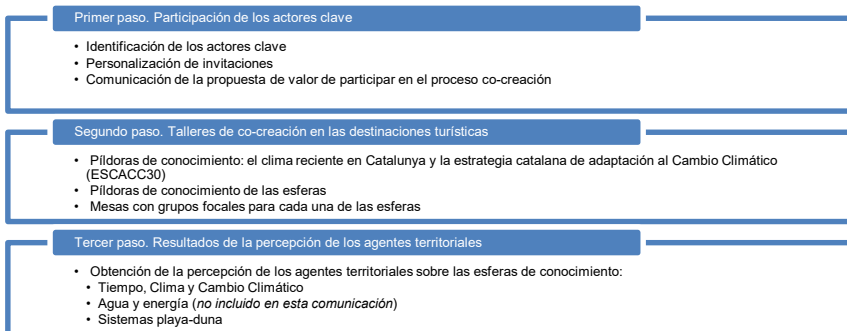 Primer paso. Participación de los actores clave
• Identificación de los actores clave
• Personalización de invitaciones
• Comunicación de la propuesta de valor de participar en el proceso co-creación
Segundo paso. Talleres de co-creación en las destinaciones turísticas
• Píldoras de conocimiento: el clima reciente en Catalunya y la estrategia catalana de adaptación al Cambio Climático
(ESCACC30)
• Píldoras de conocimiento de las esferas
• Mesas con grupos focales para cada una de las esferas
Tercer paso. Resultados de la percepción de los agentes territoriales
• Obtención de la percepción de los agentes territoriales sobre las esferas de conocimiento:
• Tiempo, Clima y Cambio Climático
• Agua y energía (no incluido en esta comunicación)
• Sistemas playa-duna